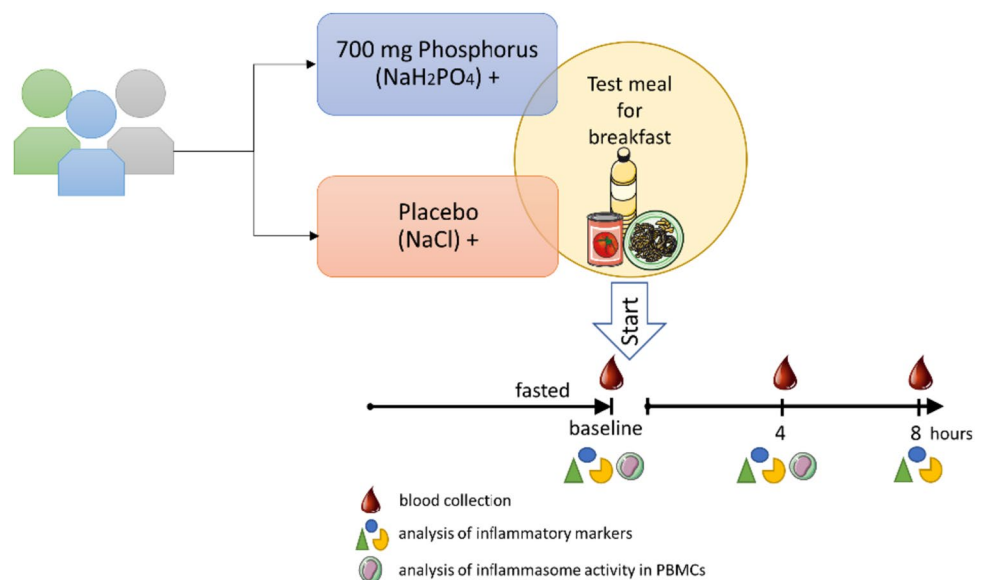 700 mg Phosphorus
(NaH₂PO₄) +
Test meal
for
breakfast
Placebo
(NaCl) +
Start
fasted
baseline
4
8 hours
blood collection
analysis of inflammatory markers
analysis of inflammasome activity in PBMCs